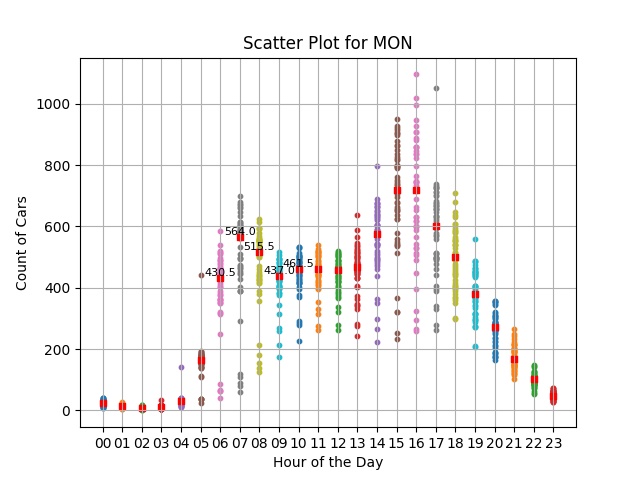 Scatter Plot for MON
Count of Cars
1000
800
600
400
200
0
430.5
564.0
515.5
437.0
461.5
00 01 02 03 04 05 06 07 08 09 10 11 12 13 14 15 16 17 18 19 20 21 22 23
Hour of the Day